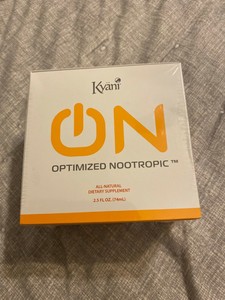 Kyäni
ON
OPTIMIZED NOOTROPIC™
ALL-NATURAL
DIETARY SUPPLEMENT
2.5 FL OZ. (74mL)